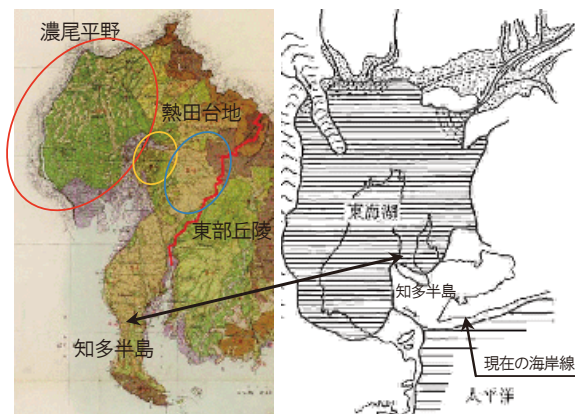 濃尾平野
熱田台地
東部丘陵
知多半島
東海湖
知多半島
現在の海岸線
太平洋